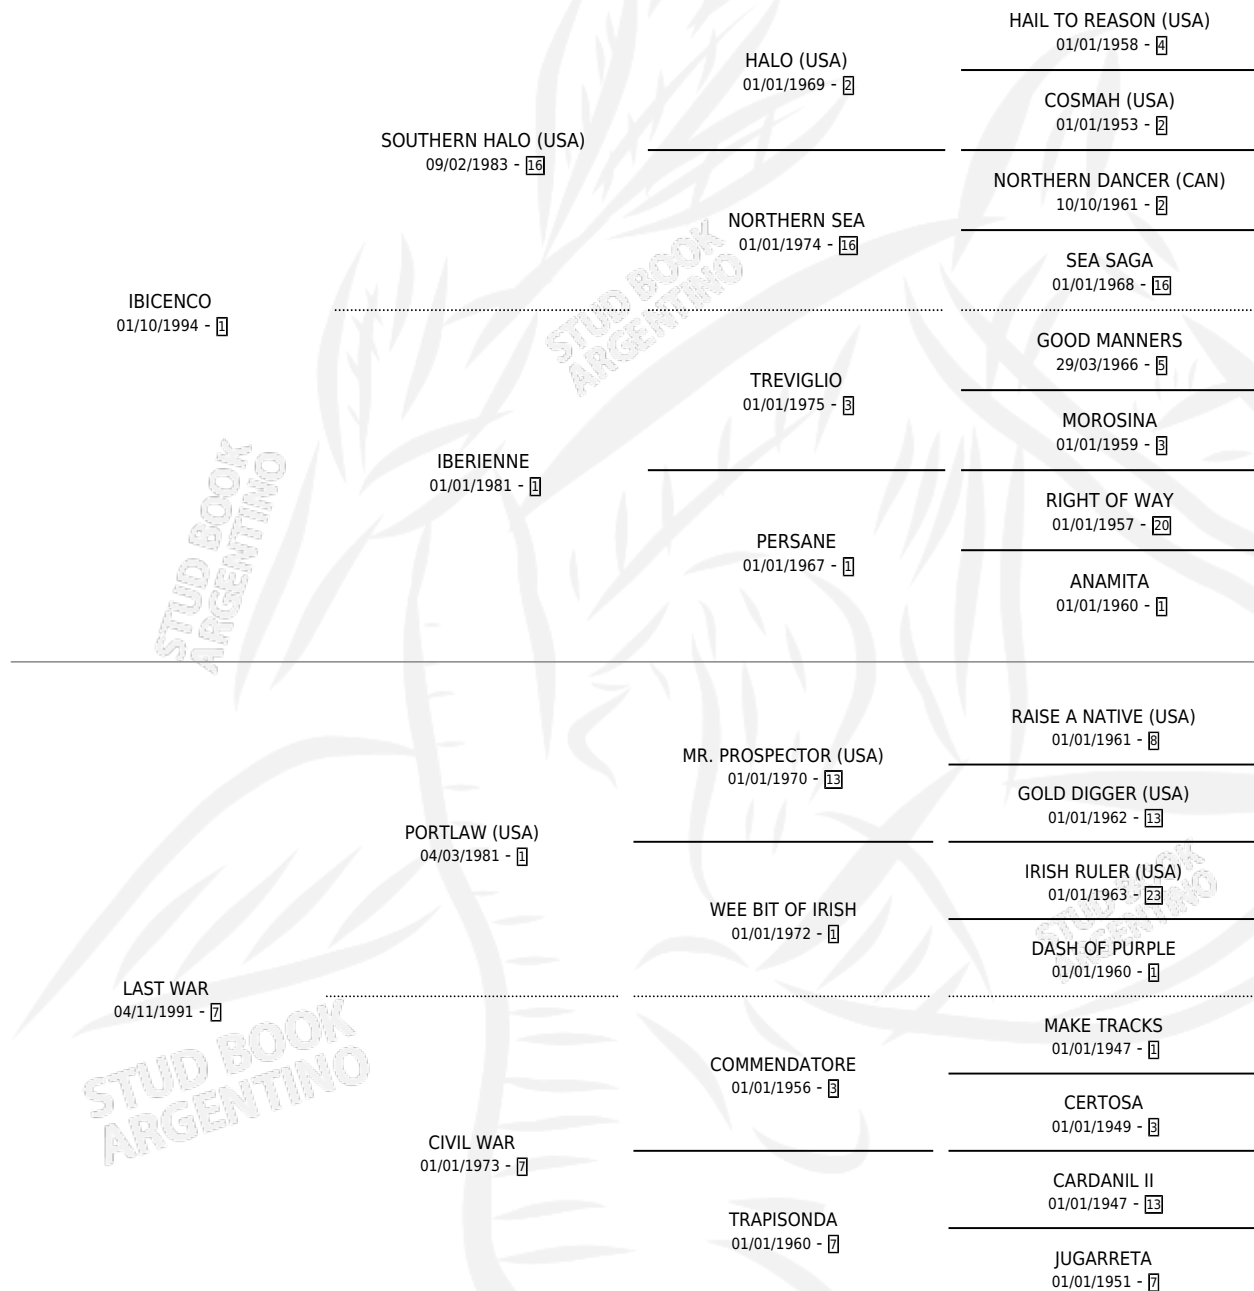 HAIL TO REASON (USA)
01/01/1958 - 4
HALO (USA)
01/01/1969 - 2
COSMAH (USA)
01/01/1953 - 2
SOUTHERN HALO (USA)
09/02/1983 - 16
NORTHERN DANCER (CAN)
10/10/1961 - 2
NORTHERN SEA
01/01/1974 - 16
SEA SAGA
01/01/1968 - 16
IBICENCO
01/10/1994 - 1
STUD BOOK
ARGENTINO
GOOD MANNERS
29/03/1966 - 5
TREVIGLIO
01/01/1975 - 3
MOROSINA
01/01/1959 - 3
IBERIENNE
01/01/1981 - 1
RIGHT OF WAY
01/01/1957 - 20
PERSANE
01/01/1967 - 1
ANAMITA
01/01/1960 - 1
STUD BOOK
ARGENTINO
RAISE A NATIVE (USA)
01/01/1961 - 8
MR. PROSPECTOR (USA)
01/01/1970 - 13
GOLD DIGGER (USA)
01/01/1962 - 13
PORTLAW (USA)
04/03/1981 - 1
IRISH RULER (USA)
01/01/1963 - 23
STUD BOOK
ARGENTINO
WEE BIT OF IRISH
01/01/1972 - 1
DASH OF PURPLE
01/01/1960 - 1
LAST WAR
04/11/1991 - 7
STUD BOOK
ARGENTINO
MAKE TRACKS
01/01/1947 - 1
COMMENDATORE
01/01/1956 - 3
CERTOSA
01/01/1949 - 3
CIVIL WAR
01/01/1973 - 7
CARDANIL II
01/01/1947 - 13
TRAPISONDA
01/01/1960 - 7
JUGARRETA
01/01/1951 - 7